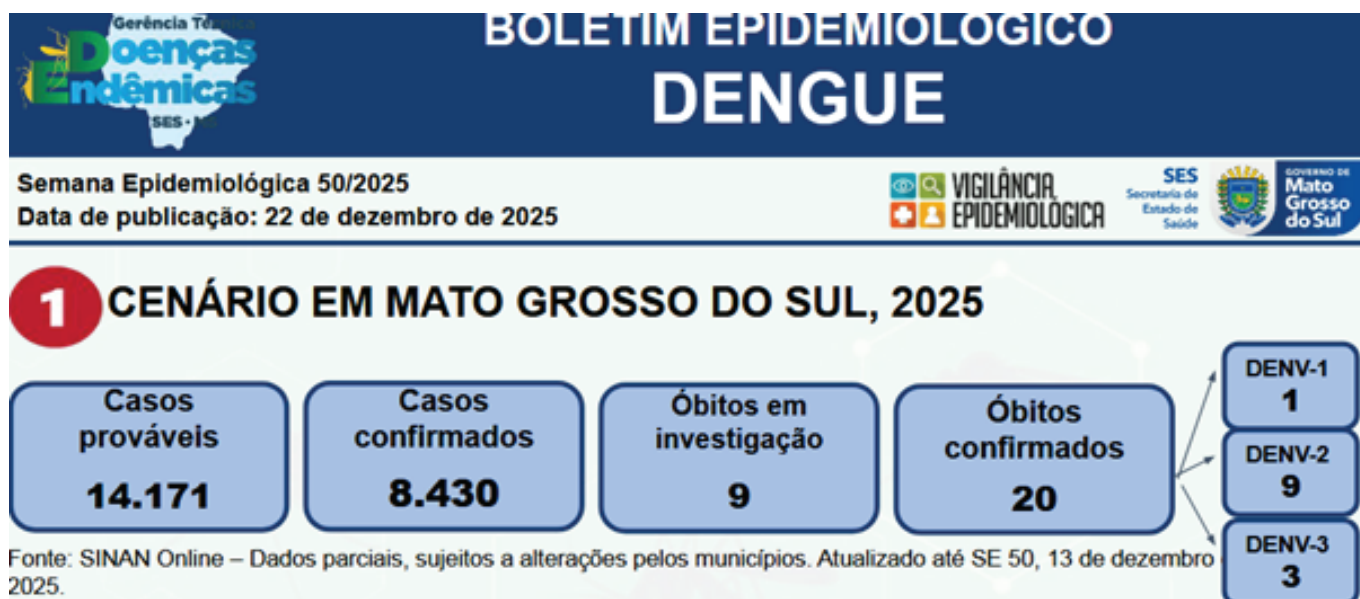 Gerência Té
Doenças
Endêmicas
SES - M
BOLETIM EPIDEMIOLOGICO
DENGUE
Semana Epidemiológica 50/2025
Data de publicação: 22 de dezembro de 2025
VIGILÂNCIA
EPIDEMIOLÓGICA
SES
Secretaria de
Estado de
Saúde
GOVERNO DE
Mato
Grosso
do Sul
1 CENÁRIO EM MATO GROSSO DO SUL, 2025
Casos
prováveis
14.171
Casos
confirmados
8.430
Óbitos em
investigação
9
Óbitos
confirmados
20
DENV-1
1
DENV-2
9
DENV-3
3
Fonte: SINAN Online – Dados parciais, sujeitos a alterações pelos municípios. Atualizado até SE 50, 13 de dezembro
2025.